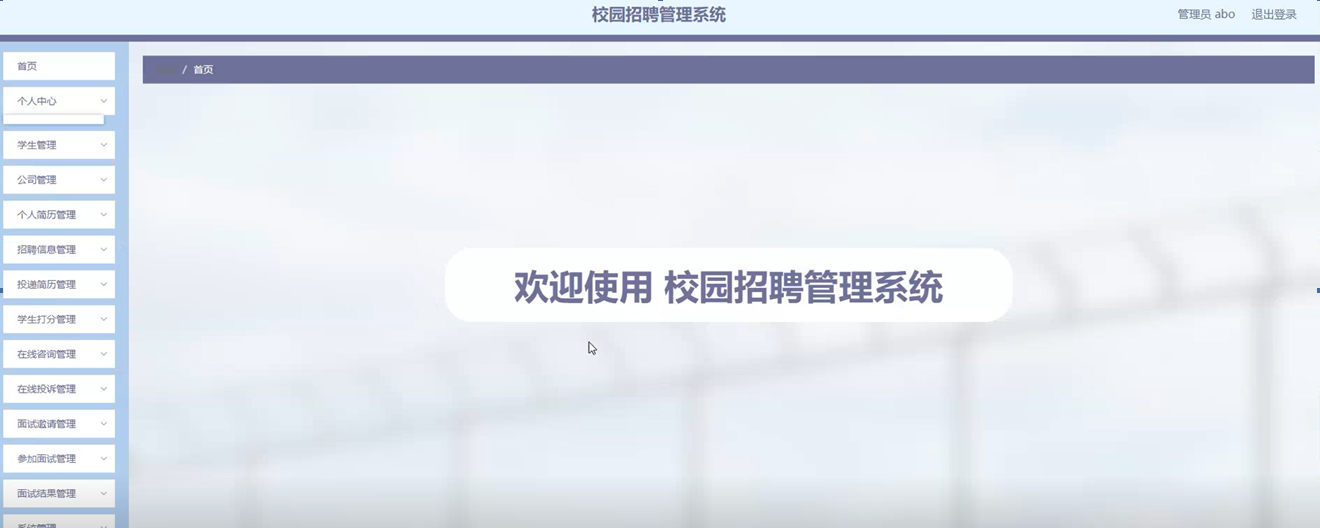 校园招聘管理系统
管理员 abo 退出登录
首页
/ 首页
个人中心
学生管理
公司管理
个人简历管理
招聘信息管理
投递简历管理
学生打分管理
在线咨询管理
在线投诉管理
面试邀请管理
参加面试管理
面试结果管理
系统管理
欢迎使用 校园招聘管理系统